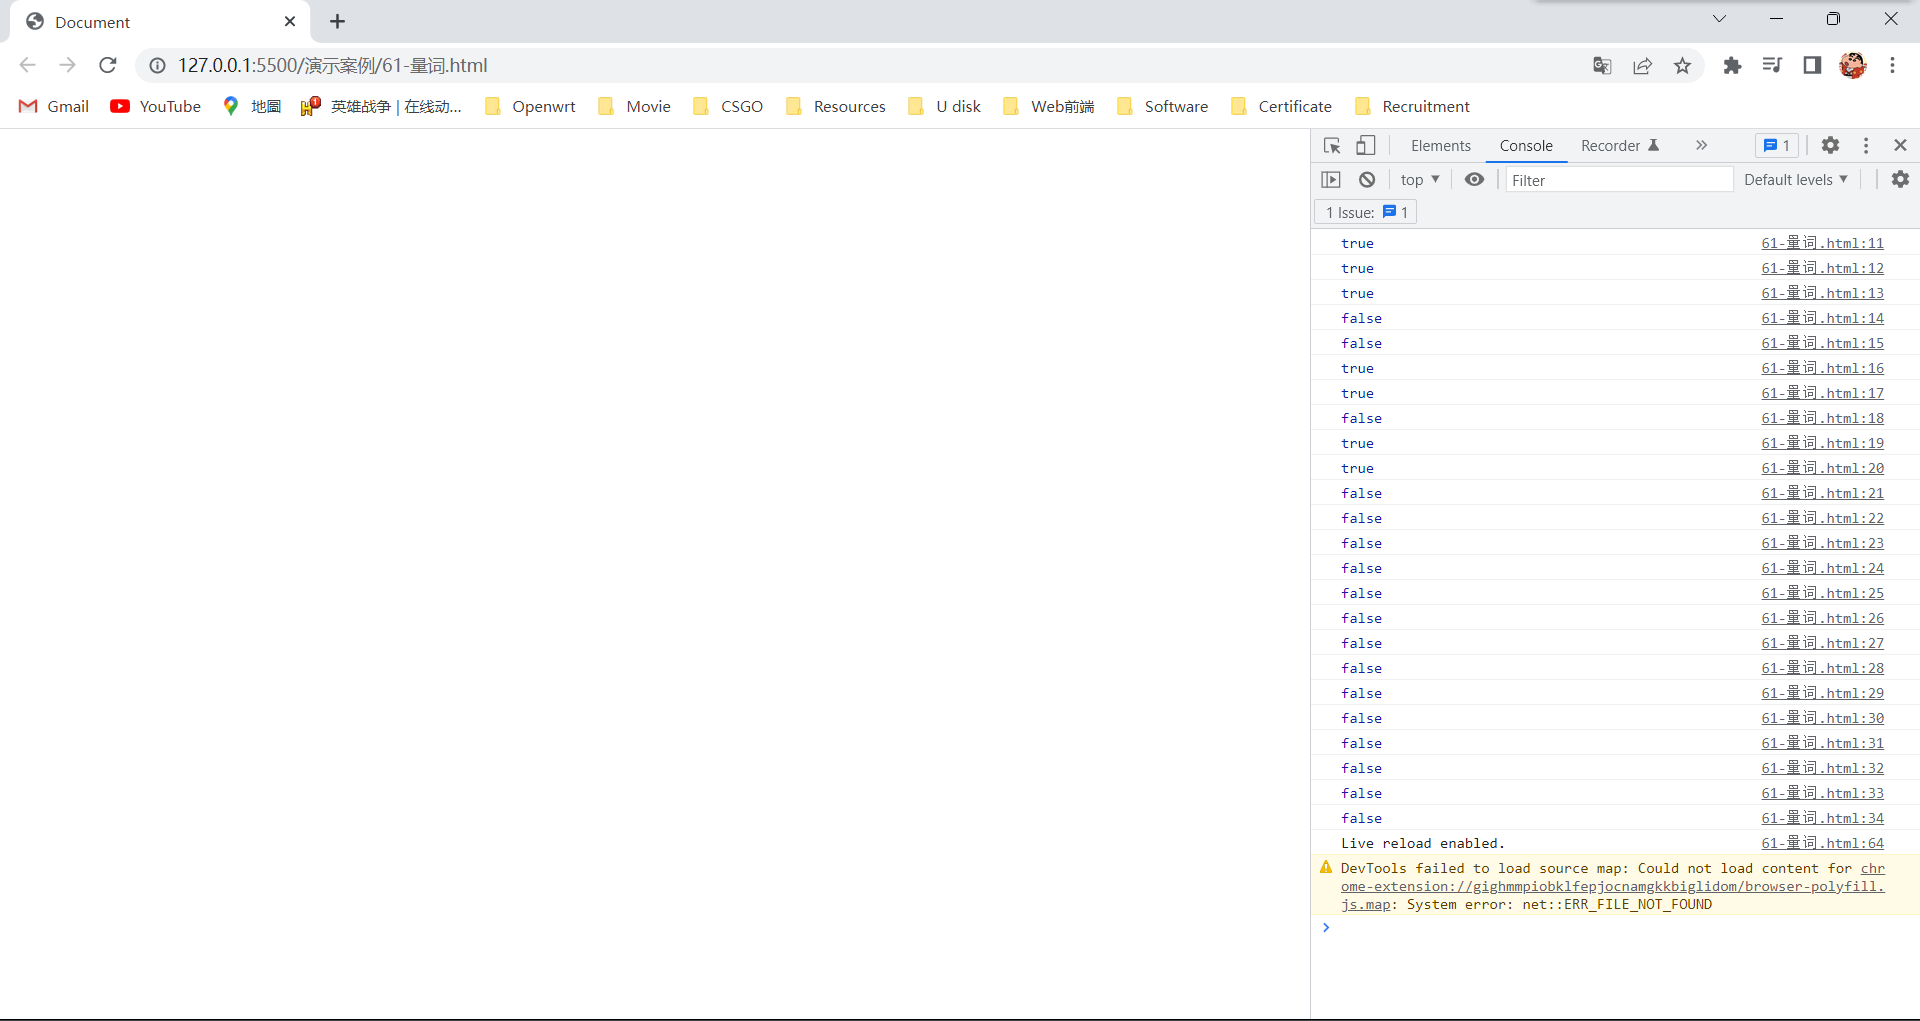 Document
127.0.0.1:5500/演示案例/61-量词.html
Gmail YouTube 地圖 英雄战争 | 在线动... Openwrt Movie CSGO Resources U disk Web前端 Software Certificate Recruitment
Elements Console Recorder 1
top Filter Default levels
1 Issue: 1
true 61-量词.html:11
true 61-量词.html:12
true 61-量词.html:13
false 61-量词.html:14
false 61-量词.html:15
true 61-量词.html:16
true 61-量词.html:17
false 61-量词.html:18
true 61-量词.html:19
true 61-量词.html:20
false 61-量词.html:21
false 61-量词.html:22
false 61-量词.html:23
false 61-量词.html:24
false 61-量词.html:25
false 61-量词.html:26
false 61-量词.html:27
false 61-量词.html:28
false 61-量词.html:29
false 61-量词.html:30
false 61-量词.html:31
false 61-量词.html:32
false 61-量词.html:33
false 61-量词.html:34
Live reload enabled. 61-量词.html:64
DevTools failed to load source map: Could not load content for chr
ome-extension://gighmmpiobklfepjocnamgkkbiglidom/browser-polyfill.
js.map: System error: net::ERR_FILE_NOT_FOUND